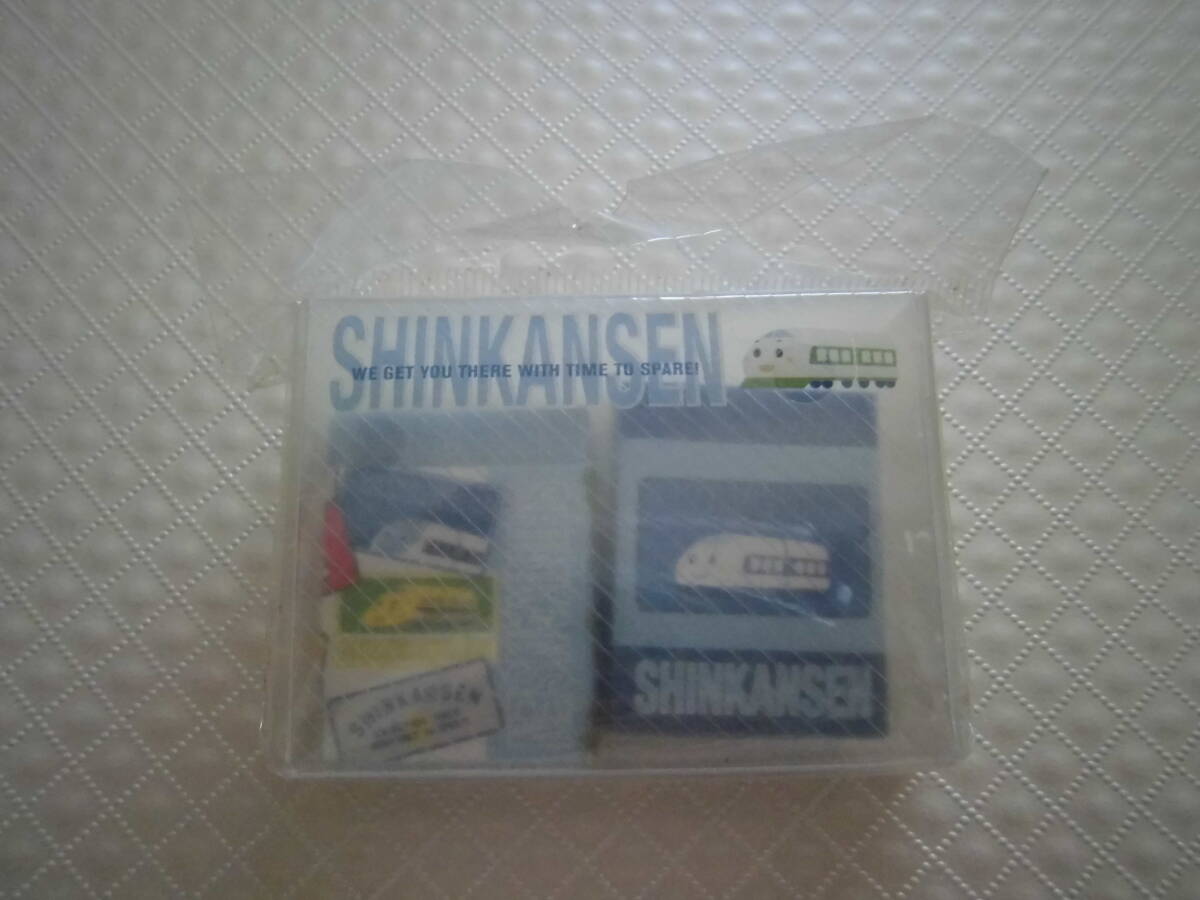 SHINKANSEN
WE GET YOU THERE WITH TIME TO SPARE!
SHINKANSEN
SHINKANSEN